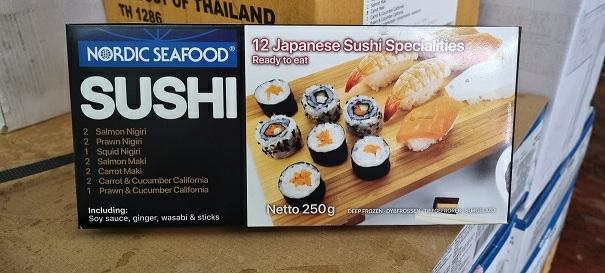 OF THAILAND
TH 1286
NORDIC SEAFOOD®
SUSHI
2 Salmon Nigiri
2 Prawn Nigiri
1 Squid Nigiri
2 Salmon Maki
2 Carrot Maki
2 Carrot & Cucumber California
1 Prawn & Cucumber California
Including:
Soy sauce, ginger, wasabi & sticks
12 Japanese Sushi Specialities
Ready to eat
Netto 250g
DEEP FROZEN